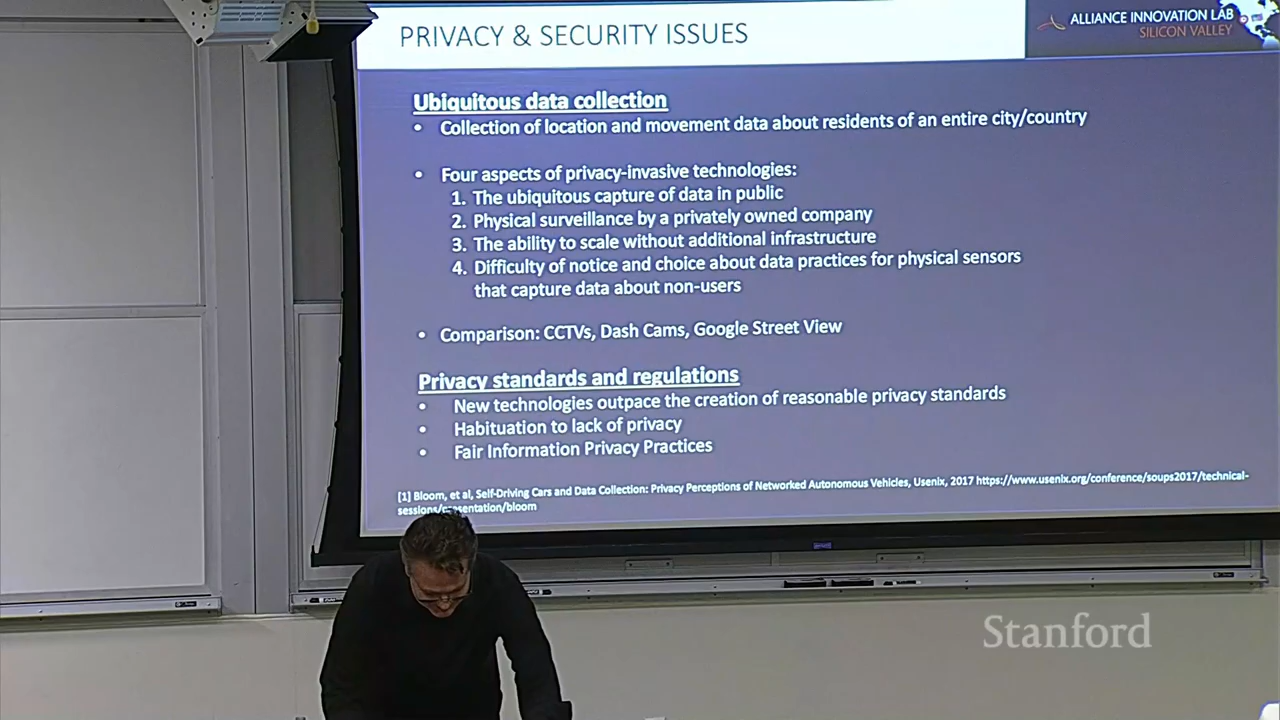 PRIVACY & SECURITY ISSUES
ALLIANCE INNOVATION LAB
SILICON VALLEY
Ubiquitous data collection
• Collection of location and movement data about residents of an entire city/country
• Four aspects of privacy-invasive technologies:
1. The ubiquitous capture of data in public
2. Physical surveillance by a privately owned company
3. The ability to scale without additional infrastructure
4. Difficulty of notice and choice about data practices for physical sensors
that capture data about non-users
• Comparison: CCTVs, Dash Cams, Google Street View
Privacy standards and regulations
• New technologies outpace the creation of reasonable privacy standards
• Habituation to lack of privacy
• Fair Information Privacy Practices
[1] Bloom, et al, Self-Driving Cars and Data Collection: Privacy Perceptions of Networked Autonomous Vehicles, Usenix, 2017 https://www.usenix.org/conference/soups2017/technical-
sessions/presentation/bloom
Stanford